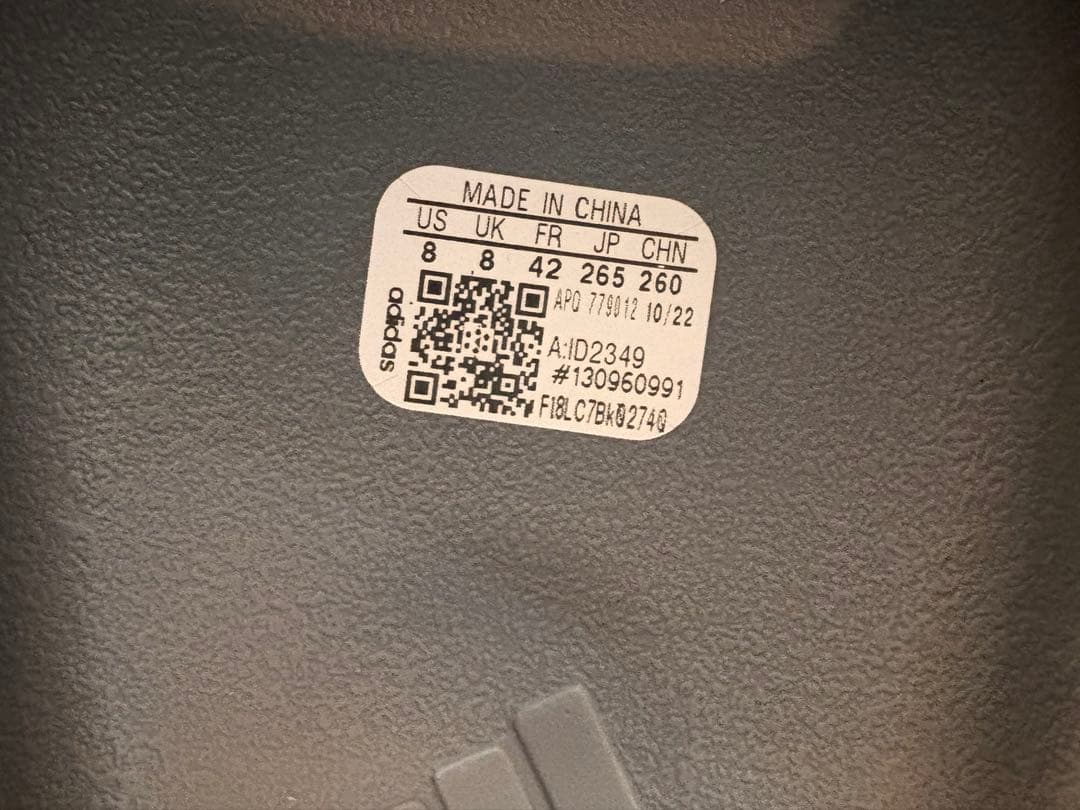 MADE IN CHINA
US UK FR JP CHN
8 8 42 265 260
APO 779012 10/22
A:ID2349
#130960991
adidas